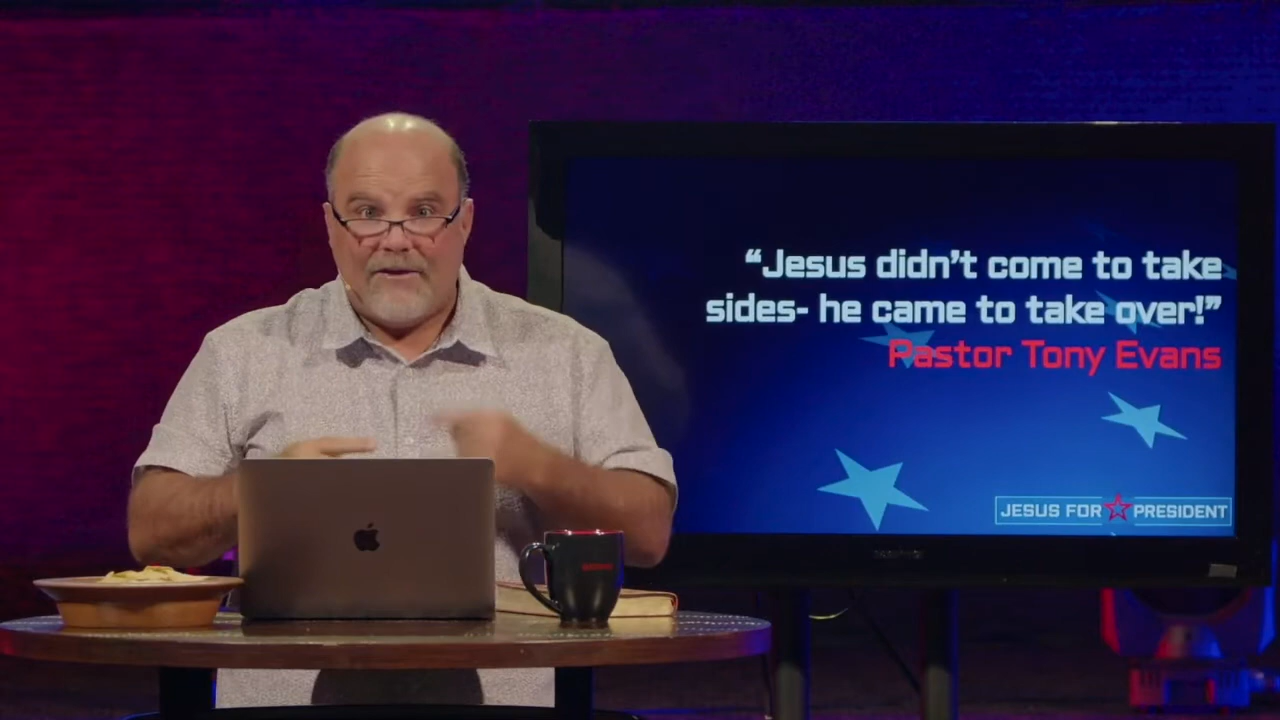 “Jesus didn’t come to take
sides- he came to take over!”
Pastor Tony Evans
JESUS FOR PRESIDENT